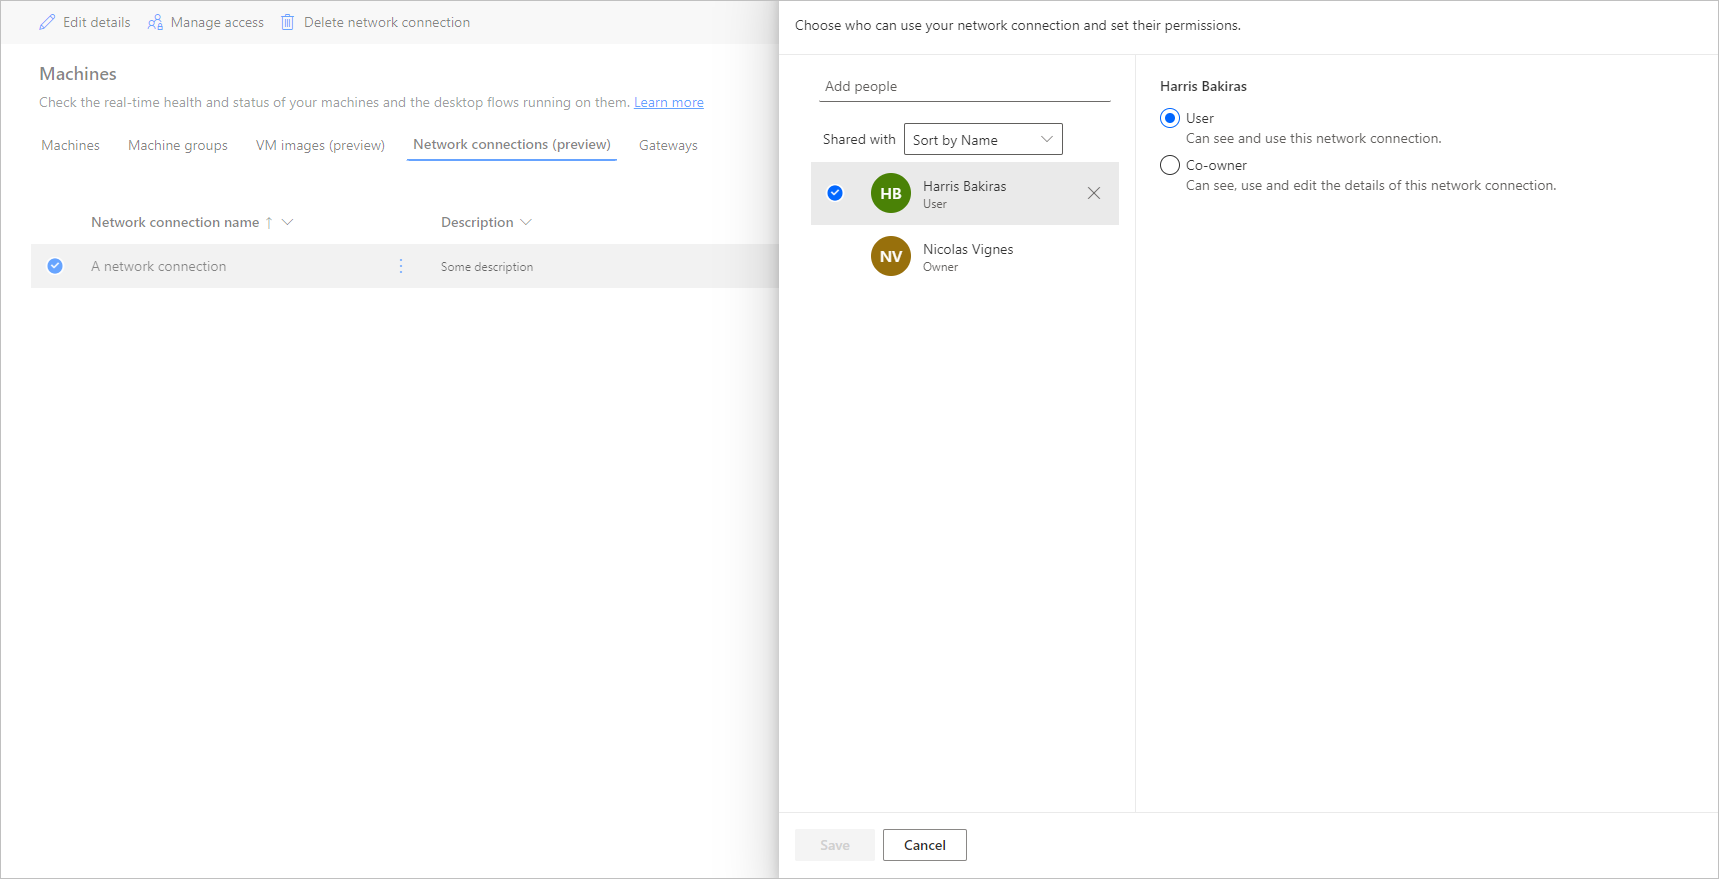 Edit details Manage access Delete network connection
Machines
Check the real-time health and status of your machines and the desktop flows running on them. Learn more
Machines Machine groups VM images (preview) Network connections (preview) Gateways
Network connection name ↑ Description
A network connection Some description
Choose who can use your network connection and set their permissions.
Add people
Shared with Sort by Name
HB Harris Bakiras
User
NV Nicolas Vignes
Owner
Harris Bakiras
User
Can see and use this network connection.
Co-owner
Can see, use and edit the details of this network connection.
Save Cancel